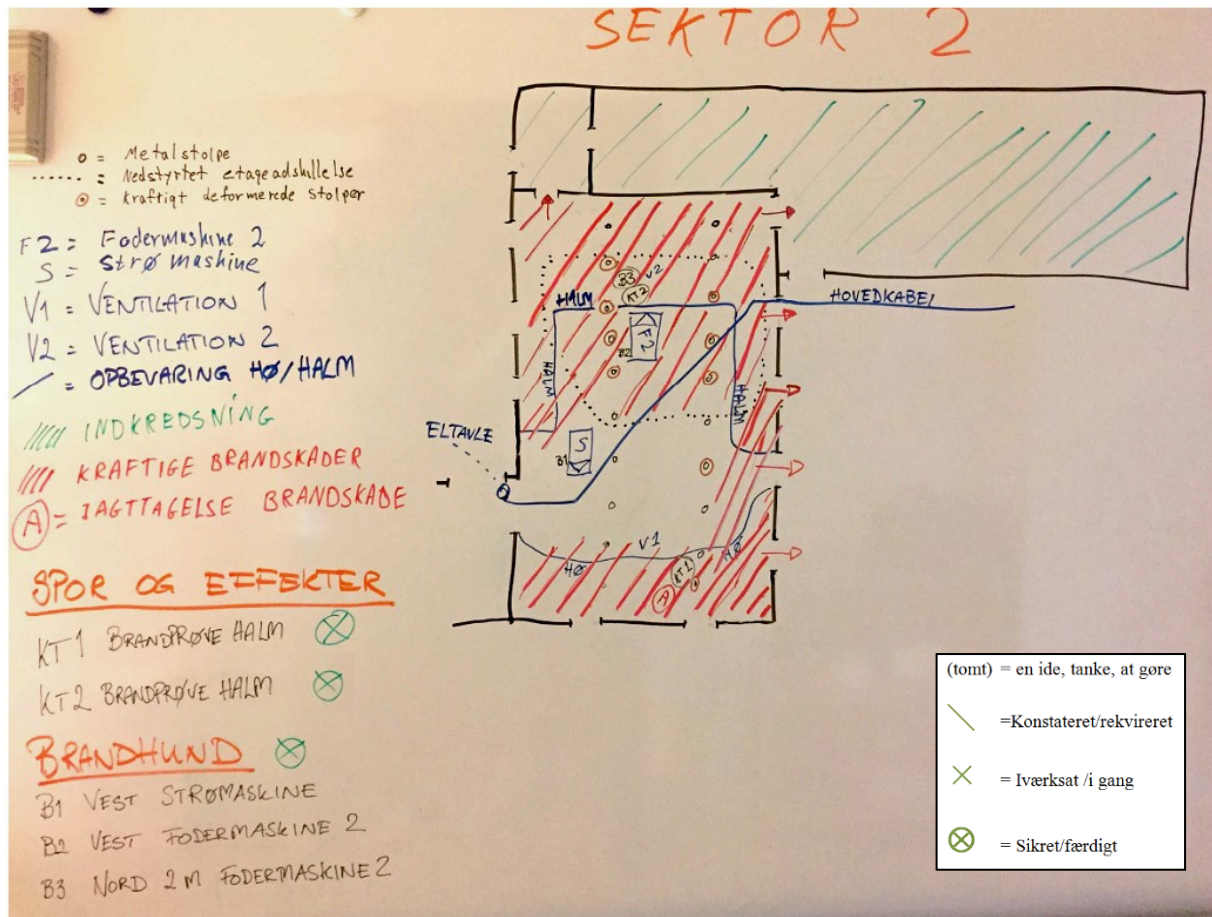 SEKTOR 2
o = Metalstolpe
...... = Nedstyrtet etageadskillelse
= Kraftigt deformerede stolper
F2 = Fodermaskine 2
S = Strømaskine
V1 = VENTILATION 1
V2 = VENTILATION 2
= OPBEVARING HØ/HALM
INDKREDSNING
KRAFTIGE BRANDSKADER
A = IAGTTAGELSE BRANDSKADE
SPOR OG EFFEKTER
KT1 BRANDPRØVE HALM
KT2 BRANDPRØVE HALM
BRANDHUND
B1 VEST STRØMASKINE
B2 VEST FODERMASKINE 2
B3 NORD 2M FODERMASKINE 2
B3
V2
KT2
HALM
HOVEDKABEL
F2
B2
HALM
HALM
ELTAVLE
S
B1
V1
HØ
HØ
KT1
A
(tomt) = en ide, tanke, at gøre
=Konstateret/rekvireret
= Iværksat /i gang
= Sikret/færdigt